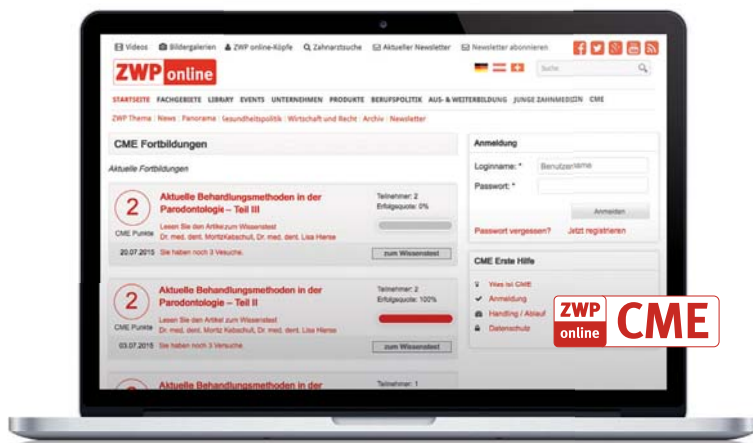 Videos Bildergalerien ZWP online-Köpfe Zahnarztsuche Aktueller Newsletter Newsletter abonnieren
ZWP online
Suche
STARTSEITE FACHGEBIETE LIBRARY EVENTS UNTERNEHMEN PRODUKTE BERUFSPOLITIK AUS- & WEITERBILDUNG JUNGE ZAHNMEDIZIN CME
ZWP Thema News Panorama Gesundheitspolitik Wirtschaft und Recht Archiv Newsletter
CME Fortbildungen
Aktuelle Fortbildungen
2
CME Punkte
Aktuelle Behandlungsmethoden in der
Parodontologie – Teil III
Lesen Sie den Artikel zum Wissenstest
Dr. med. dent. Moritz Kebschull, Dr. med. dent. Lisa Hierse
Teilnehmer: 2
Erfolgsquote: 0%
20.07.2015 Sie haben noch 3 Versuche.
zum Wissenstest
2
CME Punkte
Aktuelle Behandlungsmethoden in der
Parodontologie – Teil II
Lesen Sie den Artikel zum Wissenstest
Dr. med. dent. Moritz Kebschull, Dr. med. dent. Lisa Hierse
Teilnehmer: 2
Erfolgsquote: 100%
03.07.2015 Sie haben noch 3 Versuche.
zum Wissenstest
2
Aktuelle Behandlungsmethoden in der
Teilnehmer: 1
Anmeldung
Loginname: * Benutzername
Passwort: *
Anmelden
Passwort vergessen? Jetzt registrieren
CME Erste Hilfe
Was ist CME
Anmeldung
Handling / Ablauf
Datenschutz
ZWP online CME